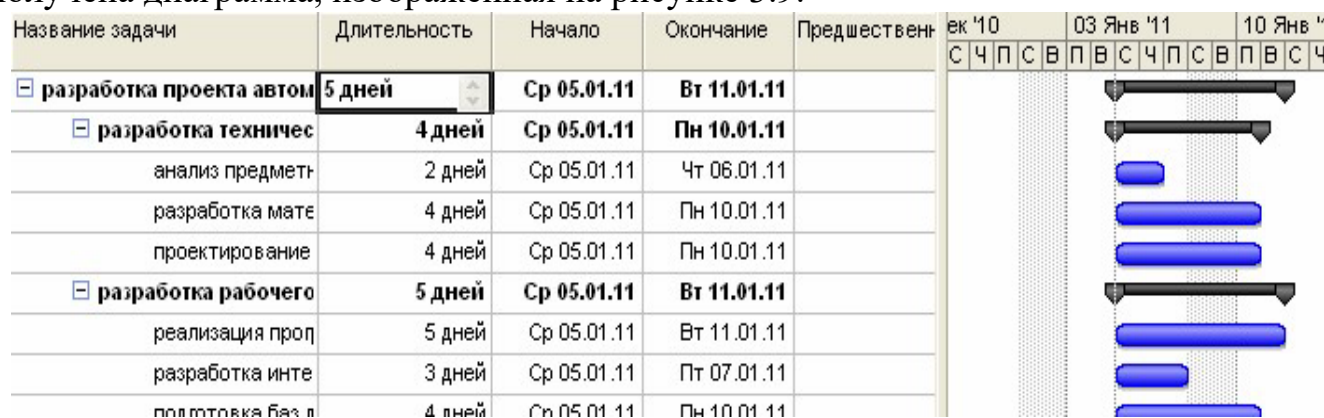 диаграмма, изображенная на рисунке 3.9.
Название задачи Длительность Начало Окончание Предшественн ек '10 03 Янв '11 10 Янв '
С Ч П С В П В С Ч П С В П В С Ч
разработка проекта автом 5 дней Ср 05.01.11 Вт 11.01.11
разработка техничес 4 дней Ср 05.01.11 Пн 10.01.11
анализ предметн 2 дней Ср 05.01.11 Чт 06.01.11
разработка мате 4 дней Ср 05.01.11 Пн 10.01.11
проектирование 4 дней Ср 05.01.11 Пн 10.01.11
разработка рабочего 5 дней Ср 05.01.11 Вт 11.01.11
реализация прог 5 дней Ср 05.01.11 Вт 11.01.11
разработка инте 3 дней Ср 05.01.11 Пт 07.01.11
подготовка баз д 4 дней Ср 05.01.11 Пн 10.01.11